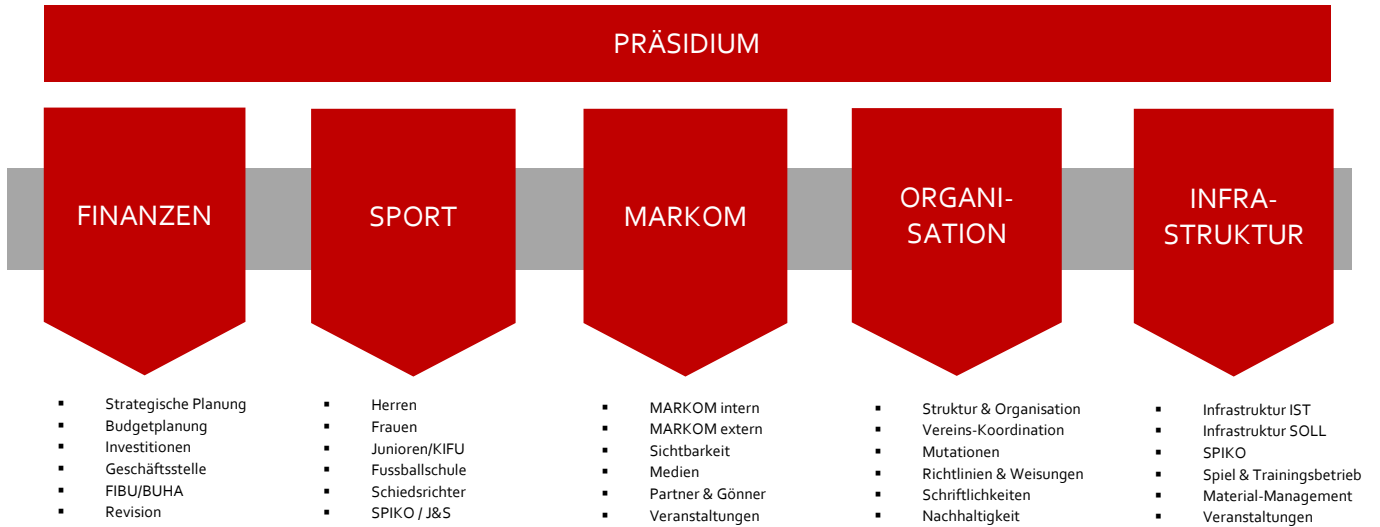 PRÄSIDIUM
FINANZEN
SPORT
MARKOM
ORGANI-
SATION
INFRA-
STRUKTUR
▪ Strategische Planung
▪ Budgetplanung
▪ Investitionen
▪ Geschäftsstelle
▪ FIBU/BUHA
▪ Revision
▪ Herren
▪ Frauen
▪ Junioren/KIFU
▪ Fussballschule
▪ Schiedsrichter
▪ SPIKO / J&S
▪ MARKOM intern
▪ MARKOM extern
▪ Sichtbarkeit
▪ Medien
▪ Partner & Gönner
▪ Veranstaltungen
▪ Struktur & Organisation
▪ Vereins-Koordination
▪ Mutationen
▪ Richtlinien & Weisungen
▪ Schriftlichkeiten
▪ Nachhaltigkeit
▪ Infrastruktur IST
▪ Infrastruktur SOLL
▪ SPIKO
▪ Spiel & Trainingsbetrieb
▪ Material-Management
▪ Veranstaltungen